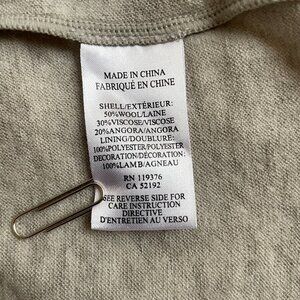 MADE IN CHINA
FABRIQUÉ EN CHINE
SHELL/EXTÉRIEUR:
50%WOOL/LAINE
30%VISCOSE/VISCOSE
20%ANGORA/ANGORA
LINING/DOUBLURE:
100%POLYESTER/POLYESTER
DECORATION/DÉCORATION:
100%LAMB/AGNEAU
RN 119376
CA 52192
SEE REVERSE SIDE FOR
CARE INSTRUCTION
DIRECTIVE
D'ENTRETIEN AU VERSO